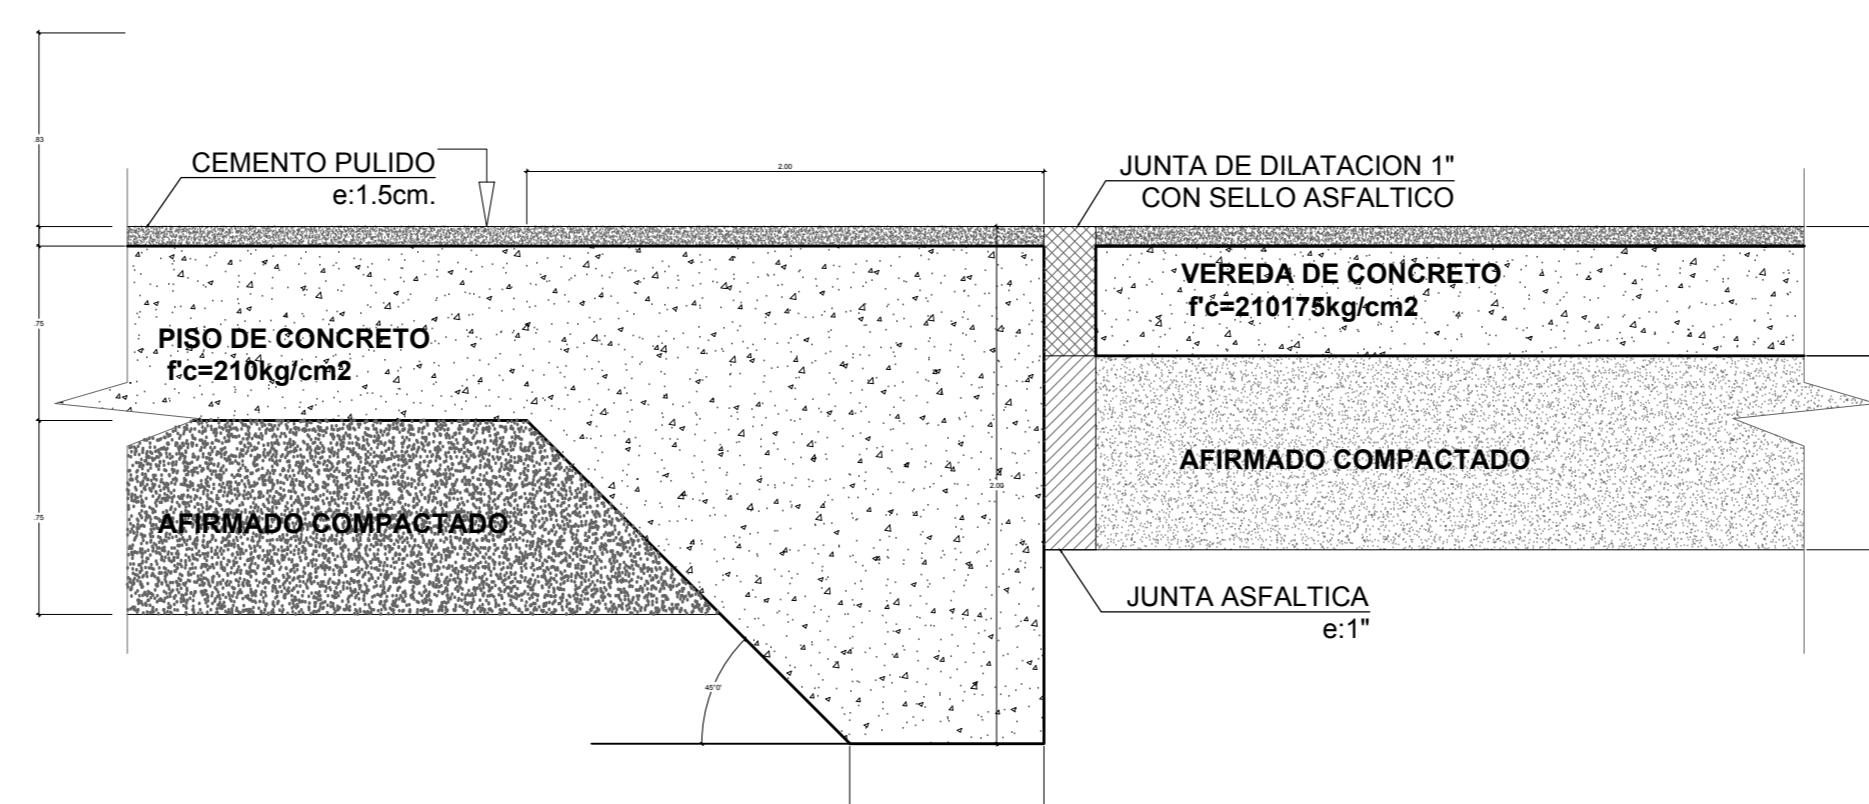 .83
CEMENTO PULIDO
e:1.5cm.
2.00
JUNTA DE DILATACION 1"
CON SELLO ASFALTICO
VEREDA DE CONCRETO
f'c=210175kg/cm2
.75
PISO DE CONCRETO
f'c=210kg/cm2
AFIRMADO COMPACTADO
2.00
.75
AFIRMADO COMPACTADO
JUNTA ASFALTICA
e:1"
45°0'